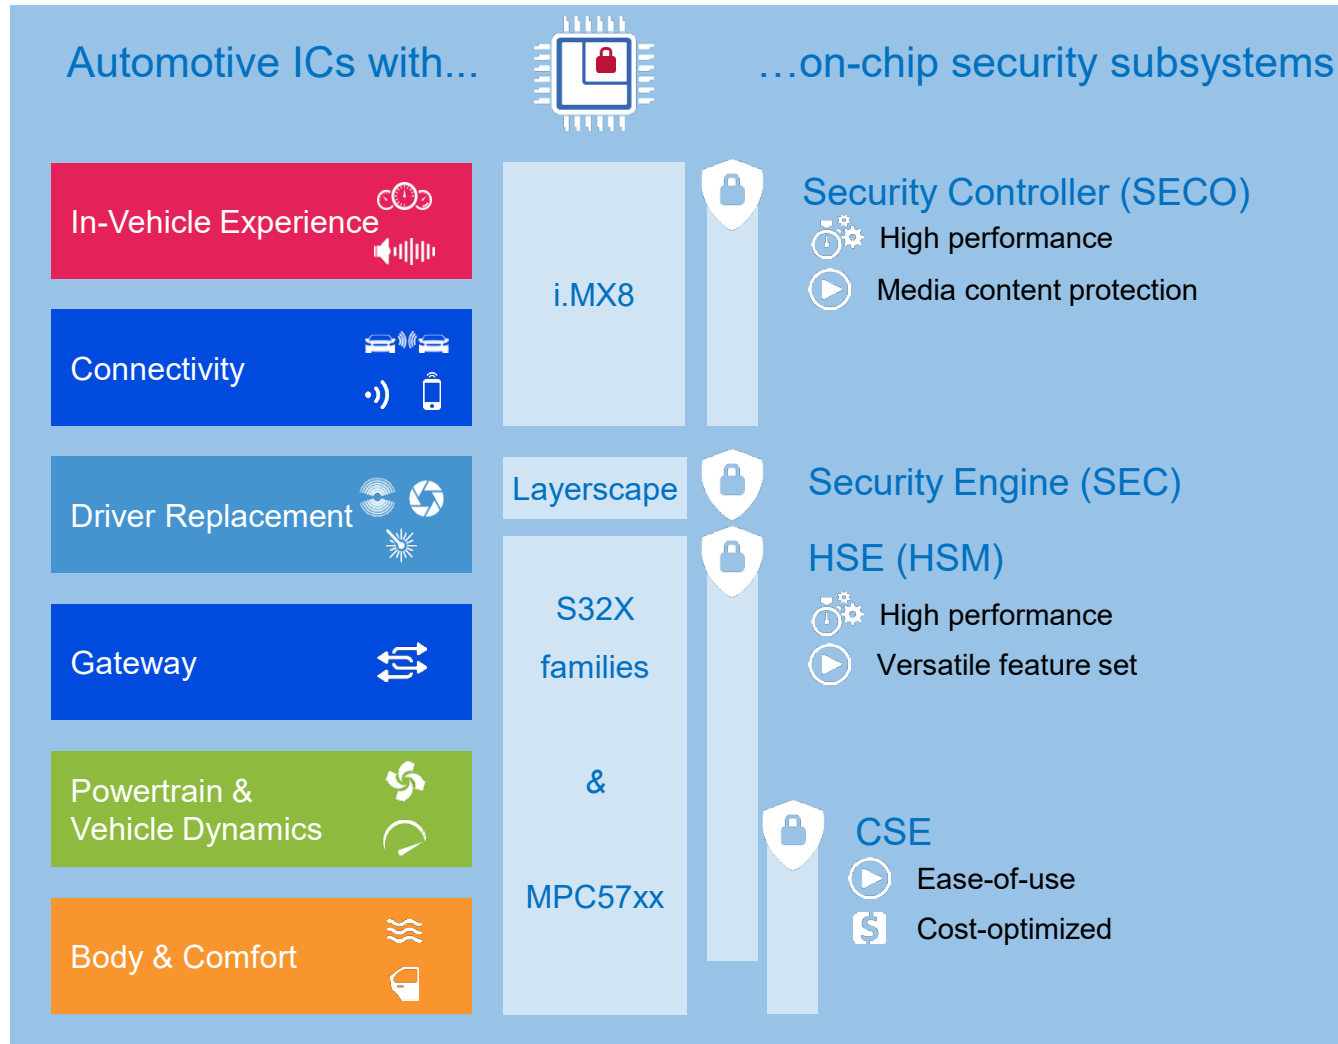 Automotive ICs with...
...on-chip security subsystems
In-Vehicle Experience
Connectivity
Driver Replacement
Gateway
Powertrain &
Vehicle Dynamics
Body & Comfort
i.MX8
Layerscape
S32X
families
&
MPC57xx
Security Controller (SECO)
High performance
Media content protection
Security Engine (SEC)
HSE (HSM)
High performance
Versatile feature set
CSE
Ease-of-use
$
Cost-optimized